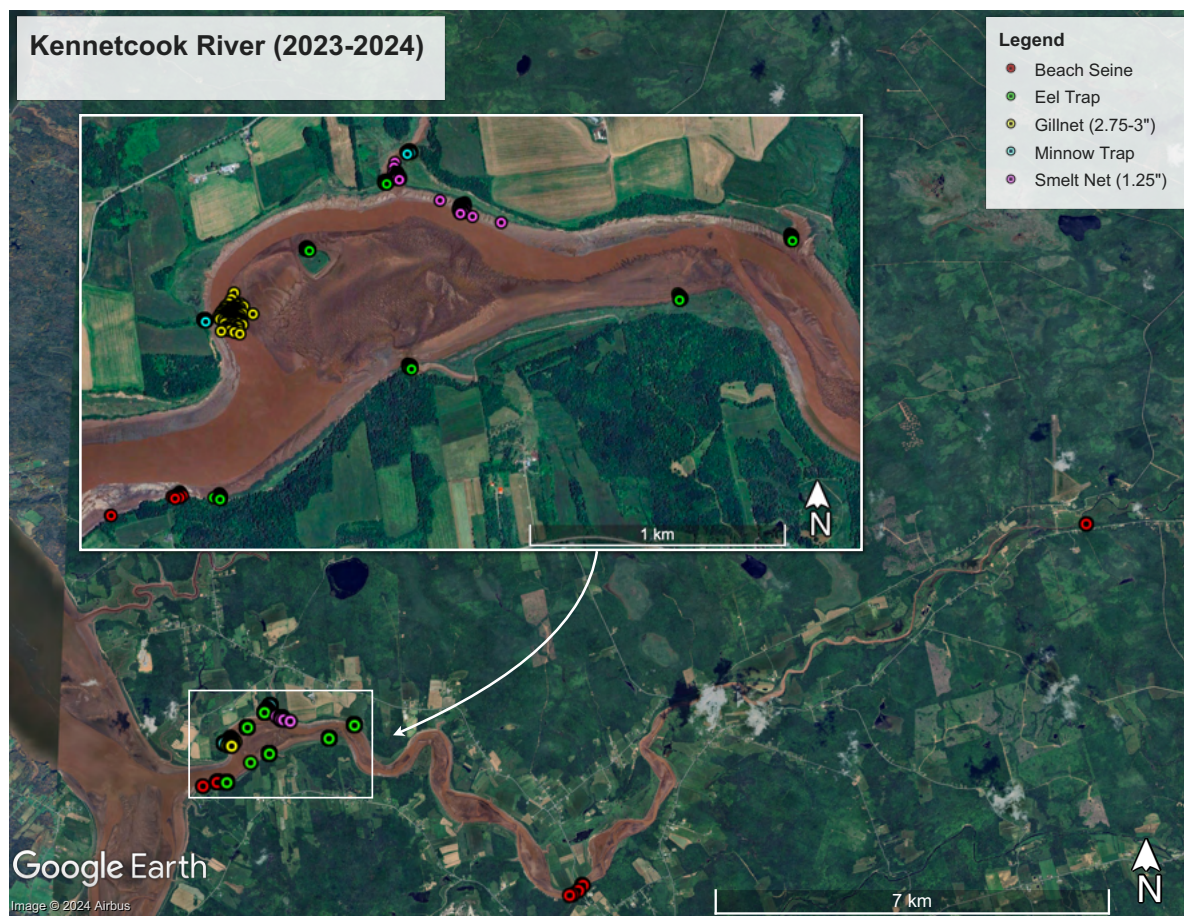 Kennetcook River (2023-2024)
Legend
Beach Seine
Eel Trap
Gillnet (2.75-3")
Minnow Trap
Smelt Net (1.25")
1 km
N
Google Earth
Image © 2024 Airbus
7 km
N